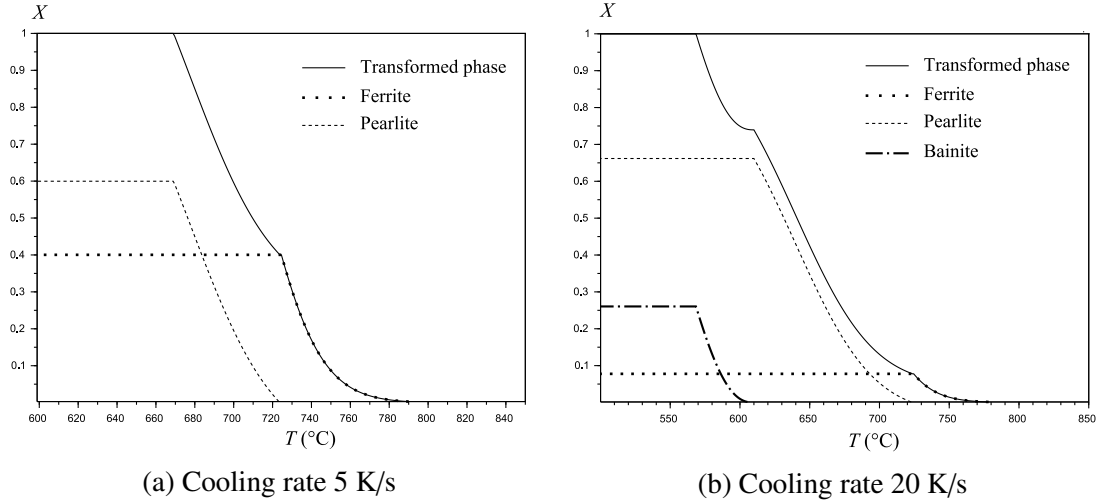 X
1
0.9
0.8
0.7
0.6
0.5
0.4
0.3
0.2
0.1
Transformed phase
Ferrite
Pearlite
600 620 640 660 680 700 720 740 760 780 800 820 840
T (°C)
(a) Cooling rate 5 K/s
X
1
0.9
0.8
0.7
0.6
0.5
0.4
0.3
0.2
0.1
Transformed phase
Ferrite
Pearlite
Bainite
550 600 650 700 750 800 850
T (°C)
(b) Cooling rate 20 K/s